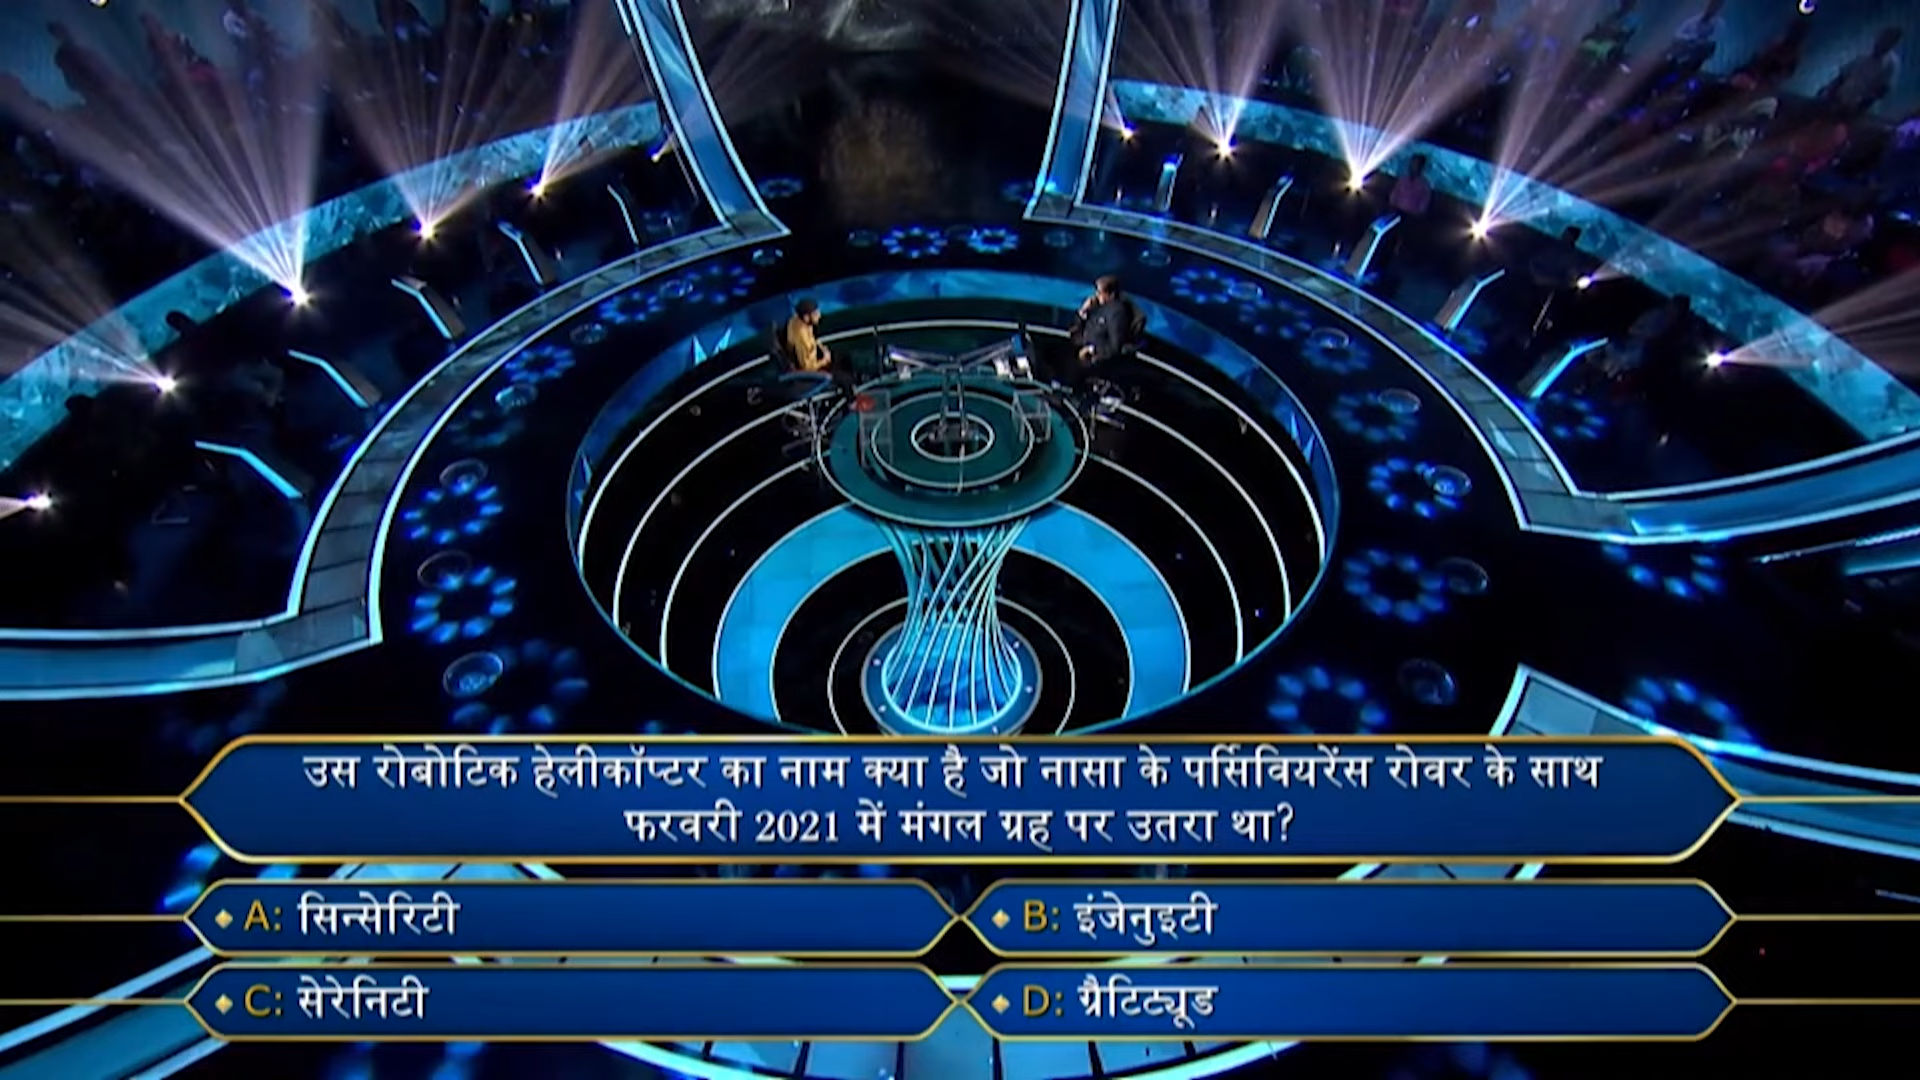 उस रोबोटिक हेलीकॉप्टर का नाम क्या है जो नासा के पर्सिवियरेंस रोवर के साथ
फरवरी 2021 में मंगल ग्रह पर उतरा था?
A: सिन्सेरिटी
B: इंजेनुइटी
C: सेरेनिटी
D: ग्रैटिट्यूड